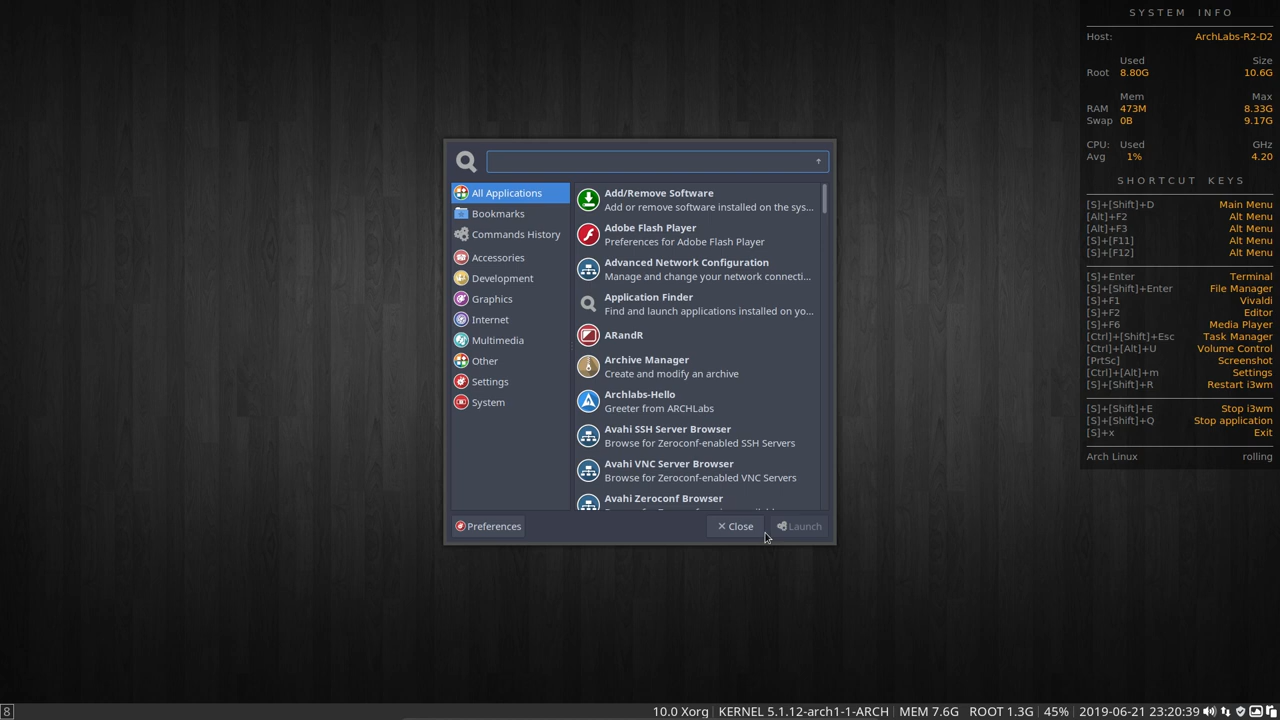 SYSTEM INFO
Host: ArchLabs-R2-D2
Used Size
Root 8.80G 10.6G
Mem Max
RAM 473M 8.33G
Swap 0B 9.17G
CPU: Used GHz
Avg 1% 4.20
SHORTCUT KEYS
[S]+[Shift]+D Main Menu
[Alt]+F2 Alt Menu
[Alt]+F3 Alt Menu
[S]+[F11] Alt Menu
[S]+[F12] Alt Menu
[S]+Enter Terminal
[S]+[Shift]+Enter File Manager
[S]+F1 Vivaldi
[S]+F2 Editor
[S]+F6 Media Player
[Ctrl]+[Shift]+Esc Task Manager
[Ctrl]+[Alt]+U Volume Control
[PrtSc] Screenshot
[Ctrl]+[Alt]+m Settings
[S]+[Shift]+R Restart i3wm
[S]+[Shift]+E Stop i3wm
[S]+[Shift]+Q Stop application
[S]+x Exit
Arch Linux rolling
All Applications
Bookmarks
Commands History
Accessories
Development
Graphics
Internet
Multimedia
Other
Settings
System
Add/Remove Software
Add or remove software installed on the sys...
Adobe Flash Player
Preferences for Adobe Flash Player
Advanced Network Configuration
Manage and change your network connecti...
Application Finder
Find and launch applications installed on yo...
ARandR
Archive Manager
Create and modify an archive
Archlabs-Hello
Greeter from ARCHLabs
Avahi SSH Server Browser
Browse for Zeroconf-enabled SSH Servers
Avahi VNC Server Browser
Browse for Zeroconf-enabled VNC Servers
Avahi Zeroconf Browser
Preferences
Close
Launch
8
10.0 Xorg KERNEL 5.1.12-arch1-1-ARCH MEM 7.6G ROOT 1.3G 45% 2019-06-21 23:20:39